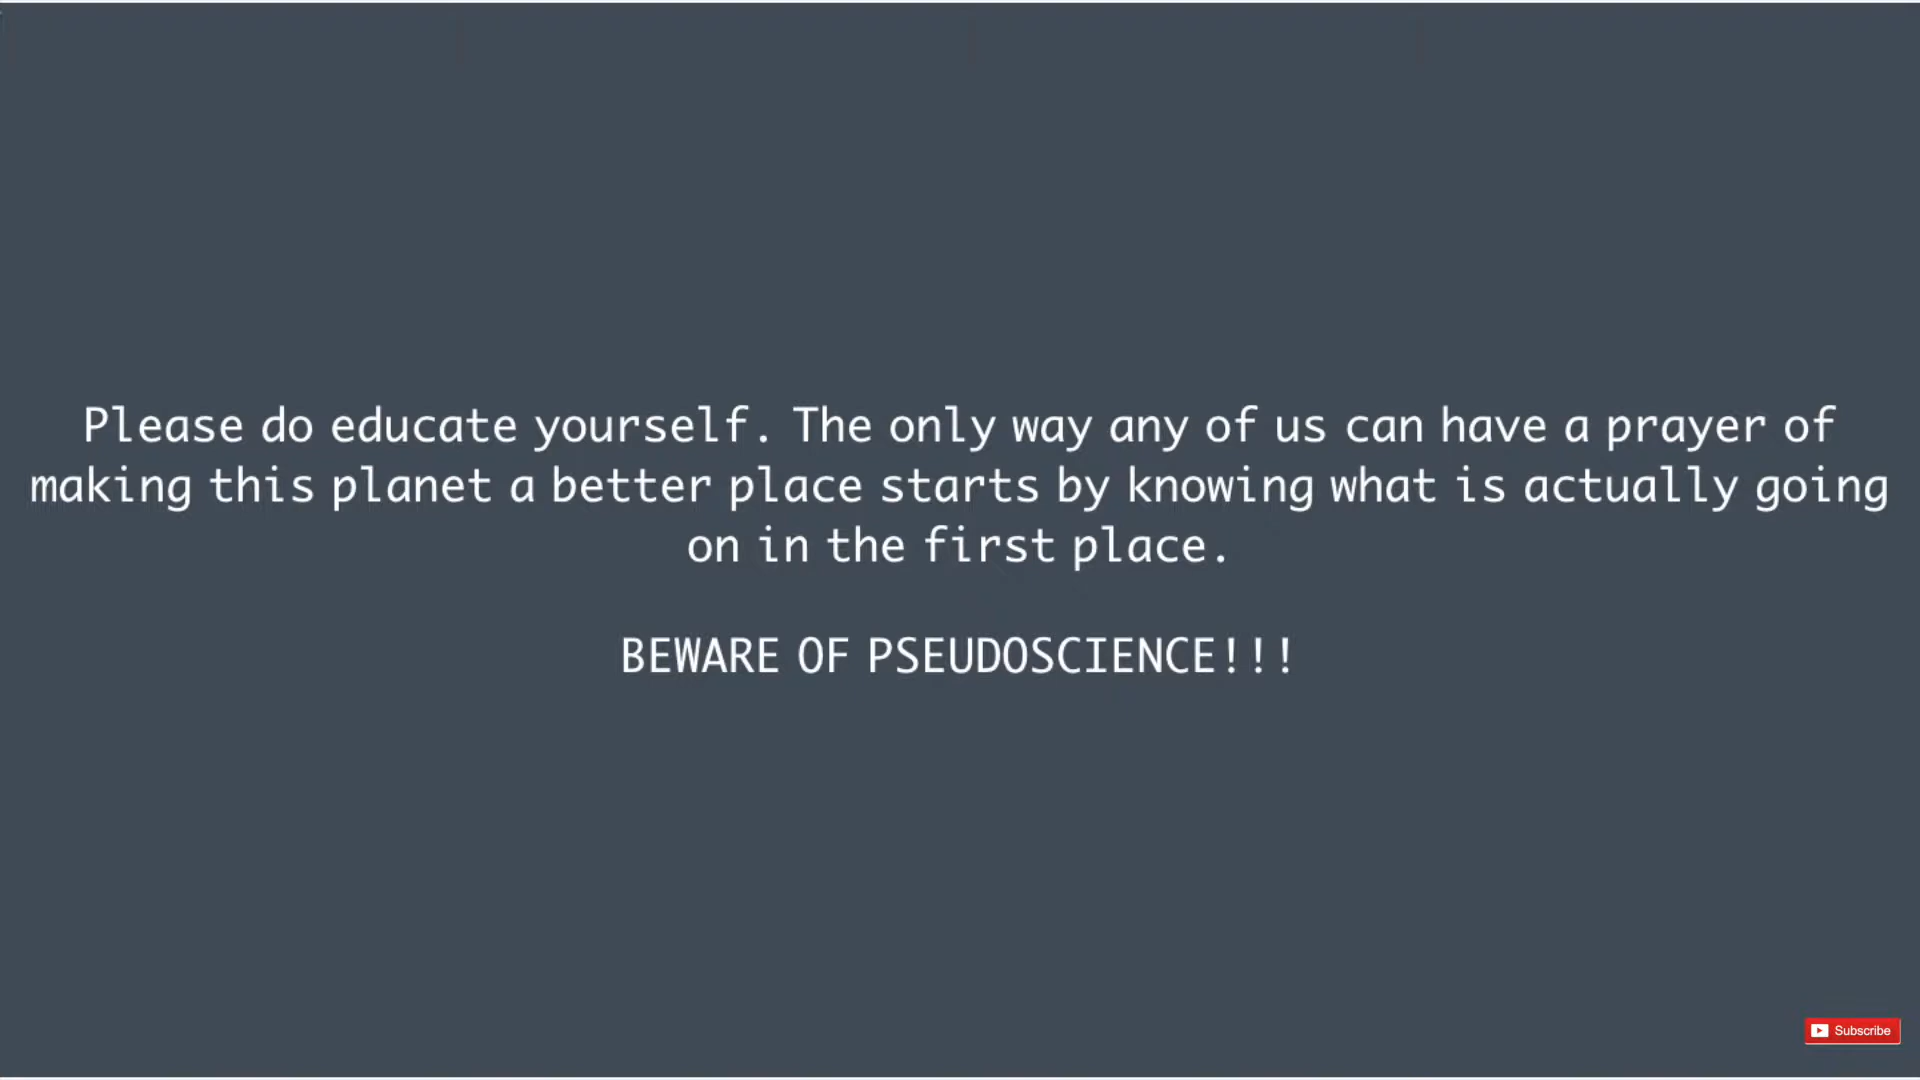 Please do educate yourself. The only way any of us can have a prayer of
making this planet a better place starts by knowing what is actually going
on in the first place.
BEWARE OF PSEUDOSCIENCE!!!
Subscribe